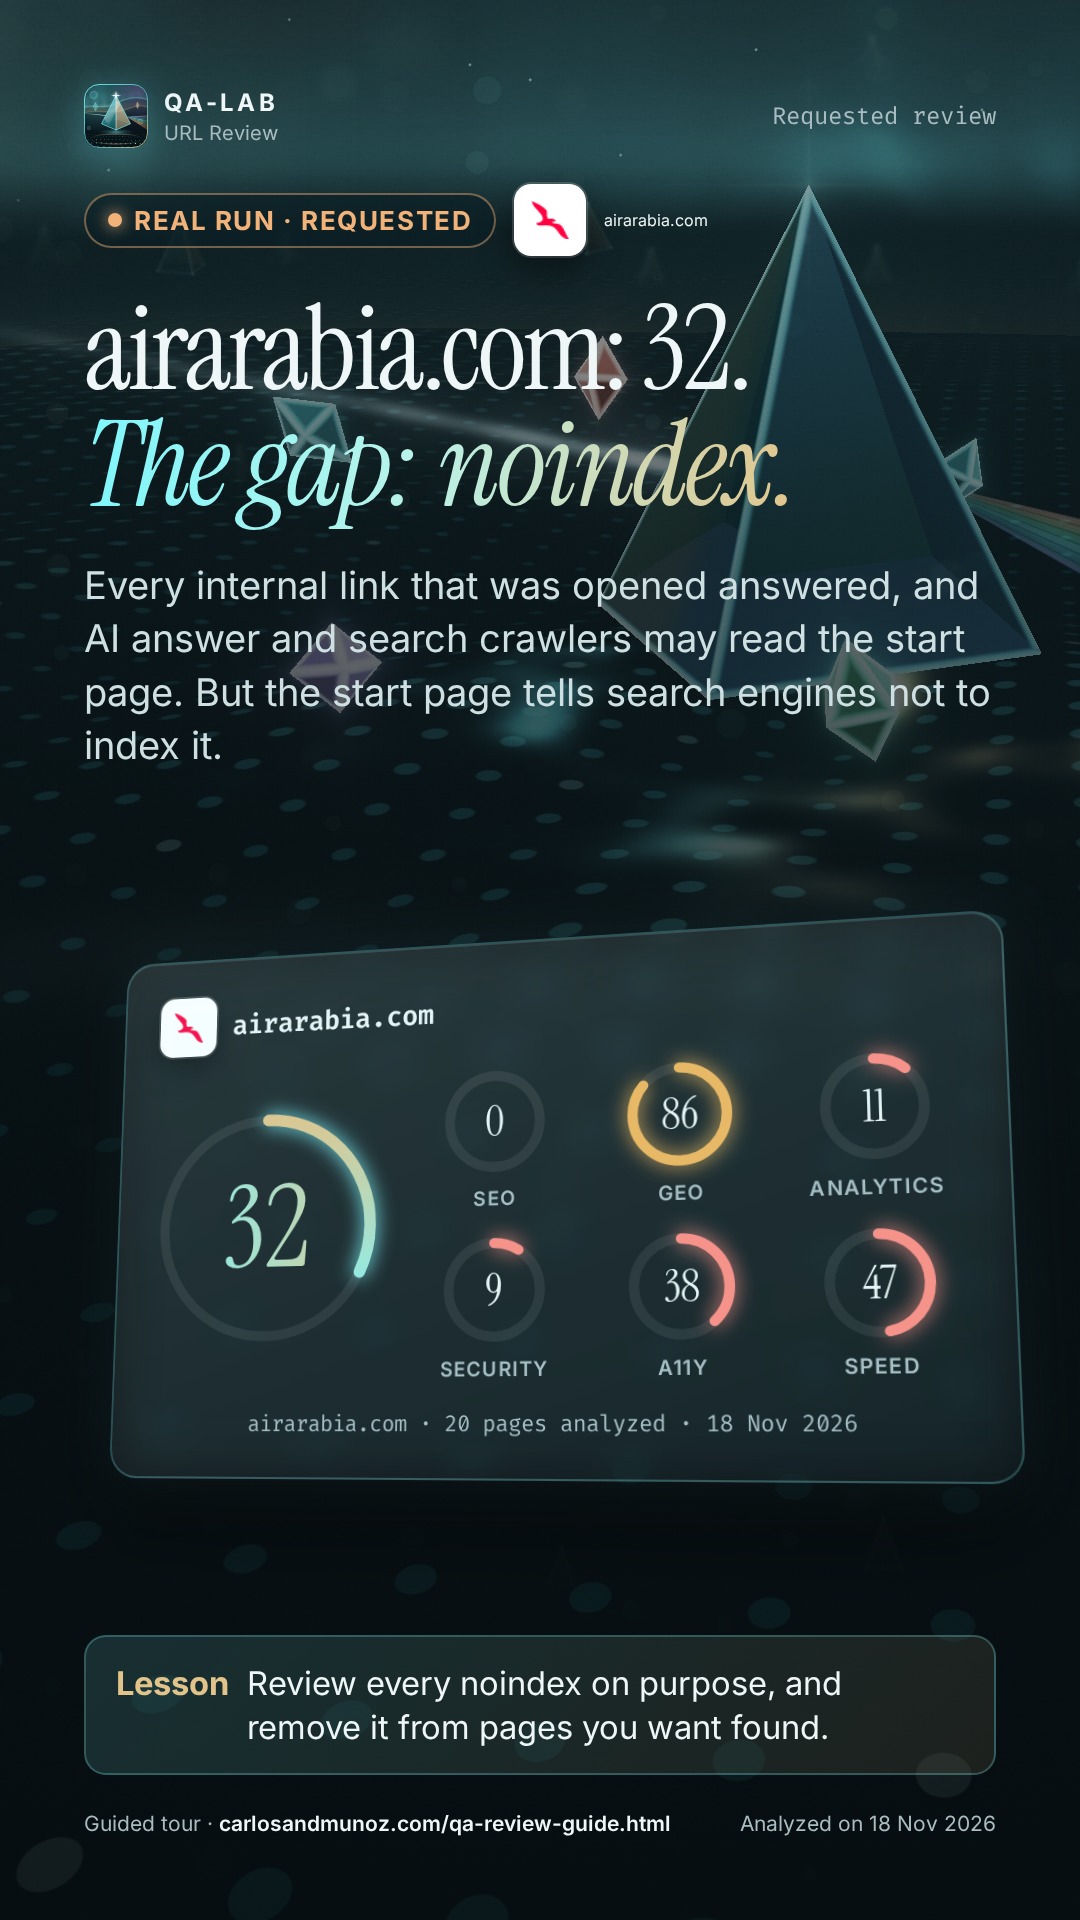 QA-LAB
URL Review
Requested review
REAL RUN · REQUESTED
airarabia.com
airarabia.com: 32.
The gap: noindex.
Every internal link that was opened answered, and
AI answer and search crawlers may read the start
page. But the start page tells search engines not to
index it.
airarabia.com
32
0
SEO
86
GEO
11
ANALYTICS
9
SECURITY
38
A11Y
47
SPEED
airarabia.com · 20 pages analyzed · 18 Nov 2026
Lesson Review every noindex on purpose, and
remove it from pages you want found.
Guided tour · carlosandmunoz.com/qa-review-guide.html
Analyzed on 18 Nov 2026